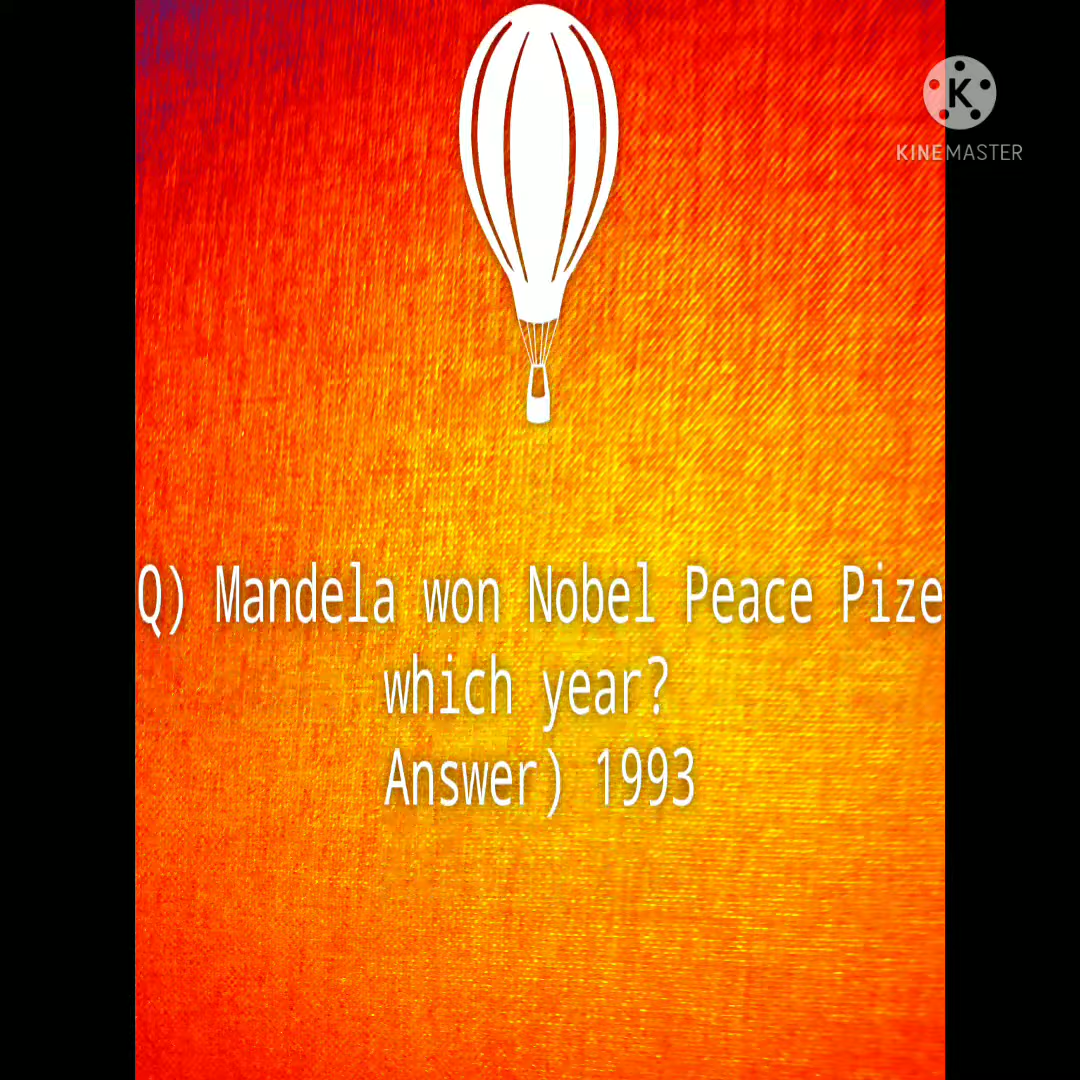 K
KINEMASTER
Q) Mandela won Nobel Peace Pize
which year?
Answer) 1993